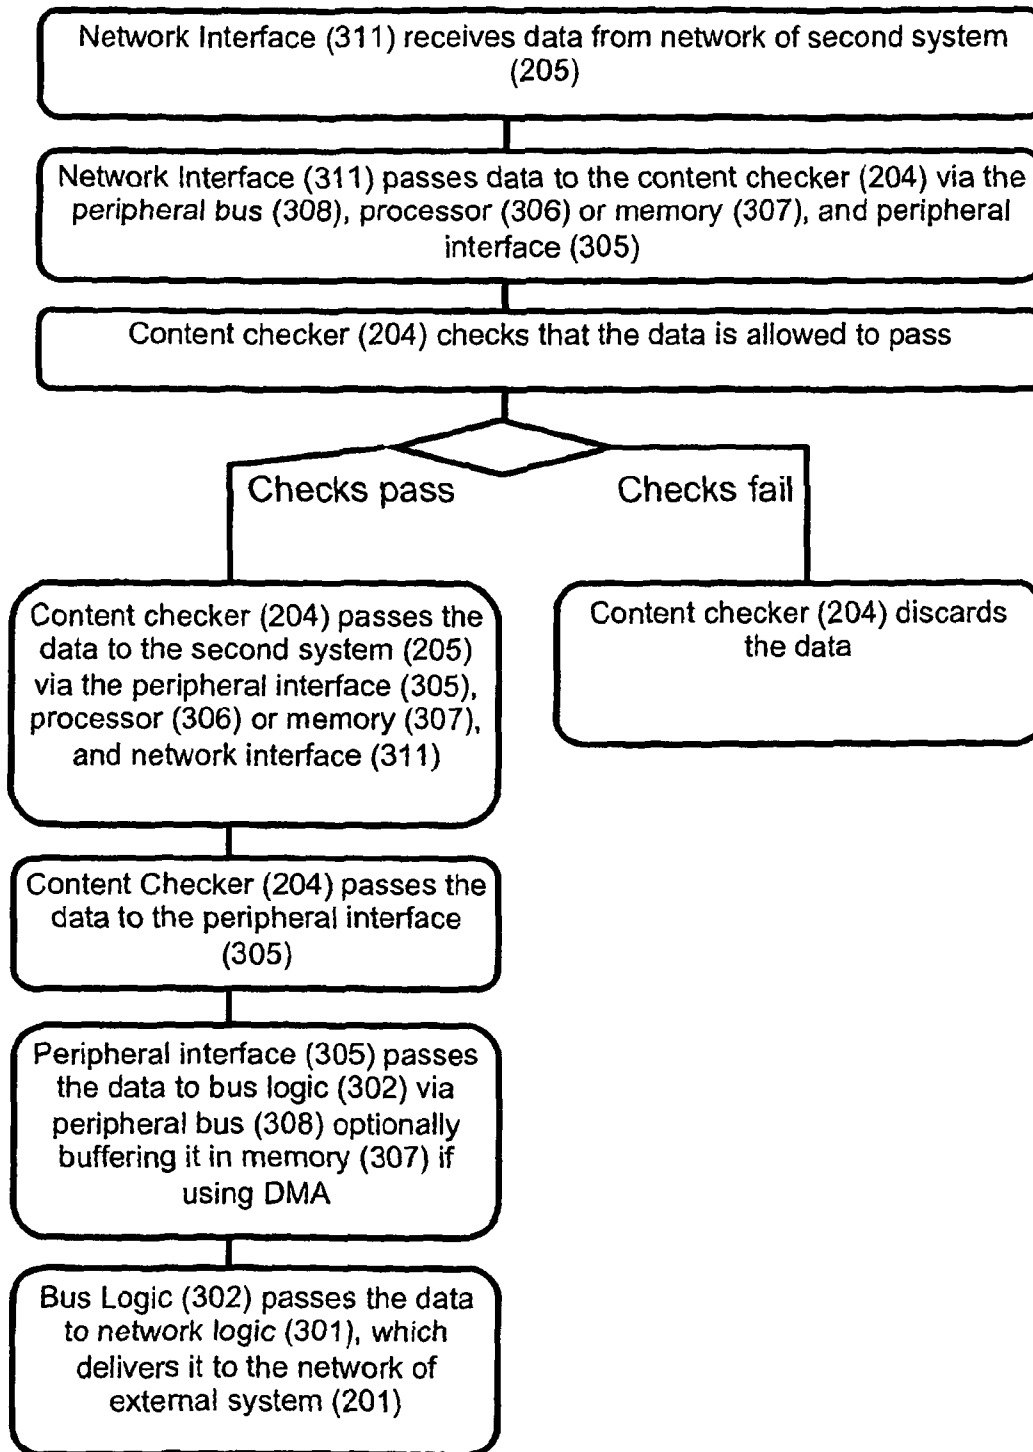 Network Interface (311) receives data from network of second system
(205)
Network Interface (311) passes data to the content checker (204) via the
peripheral bus (308), processor (306) or memory (307), and peripheral
interface (305)
Content checker (204) checks that the data is allowed to pass
Checks pass
Checks fail
Content checker (204) passes the
data to the second system (205)
via the peripheral interface (305),
processor (306) or memory (307),
and network interface (311)
Content checker (204) discards
the data
Content Checker (204) passes the
data to the peripheral interface
(305)
Peripheral interface (305) passes
the data to bus logic (302) via
peripheral bus (308) optionally
buffering it in memory (307) if
using DMA
Bus Logic (302) passes the data
to network logic (301), which
delivers it to the network of
external system (201)